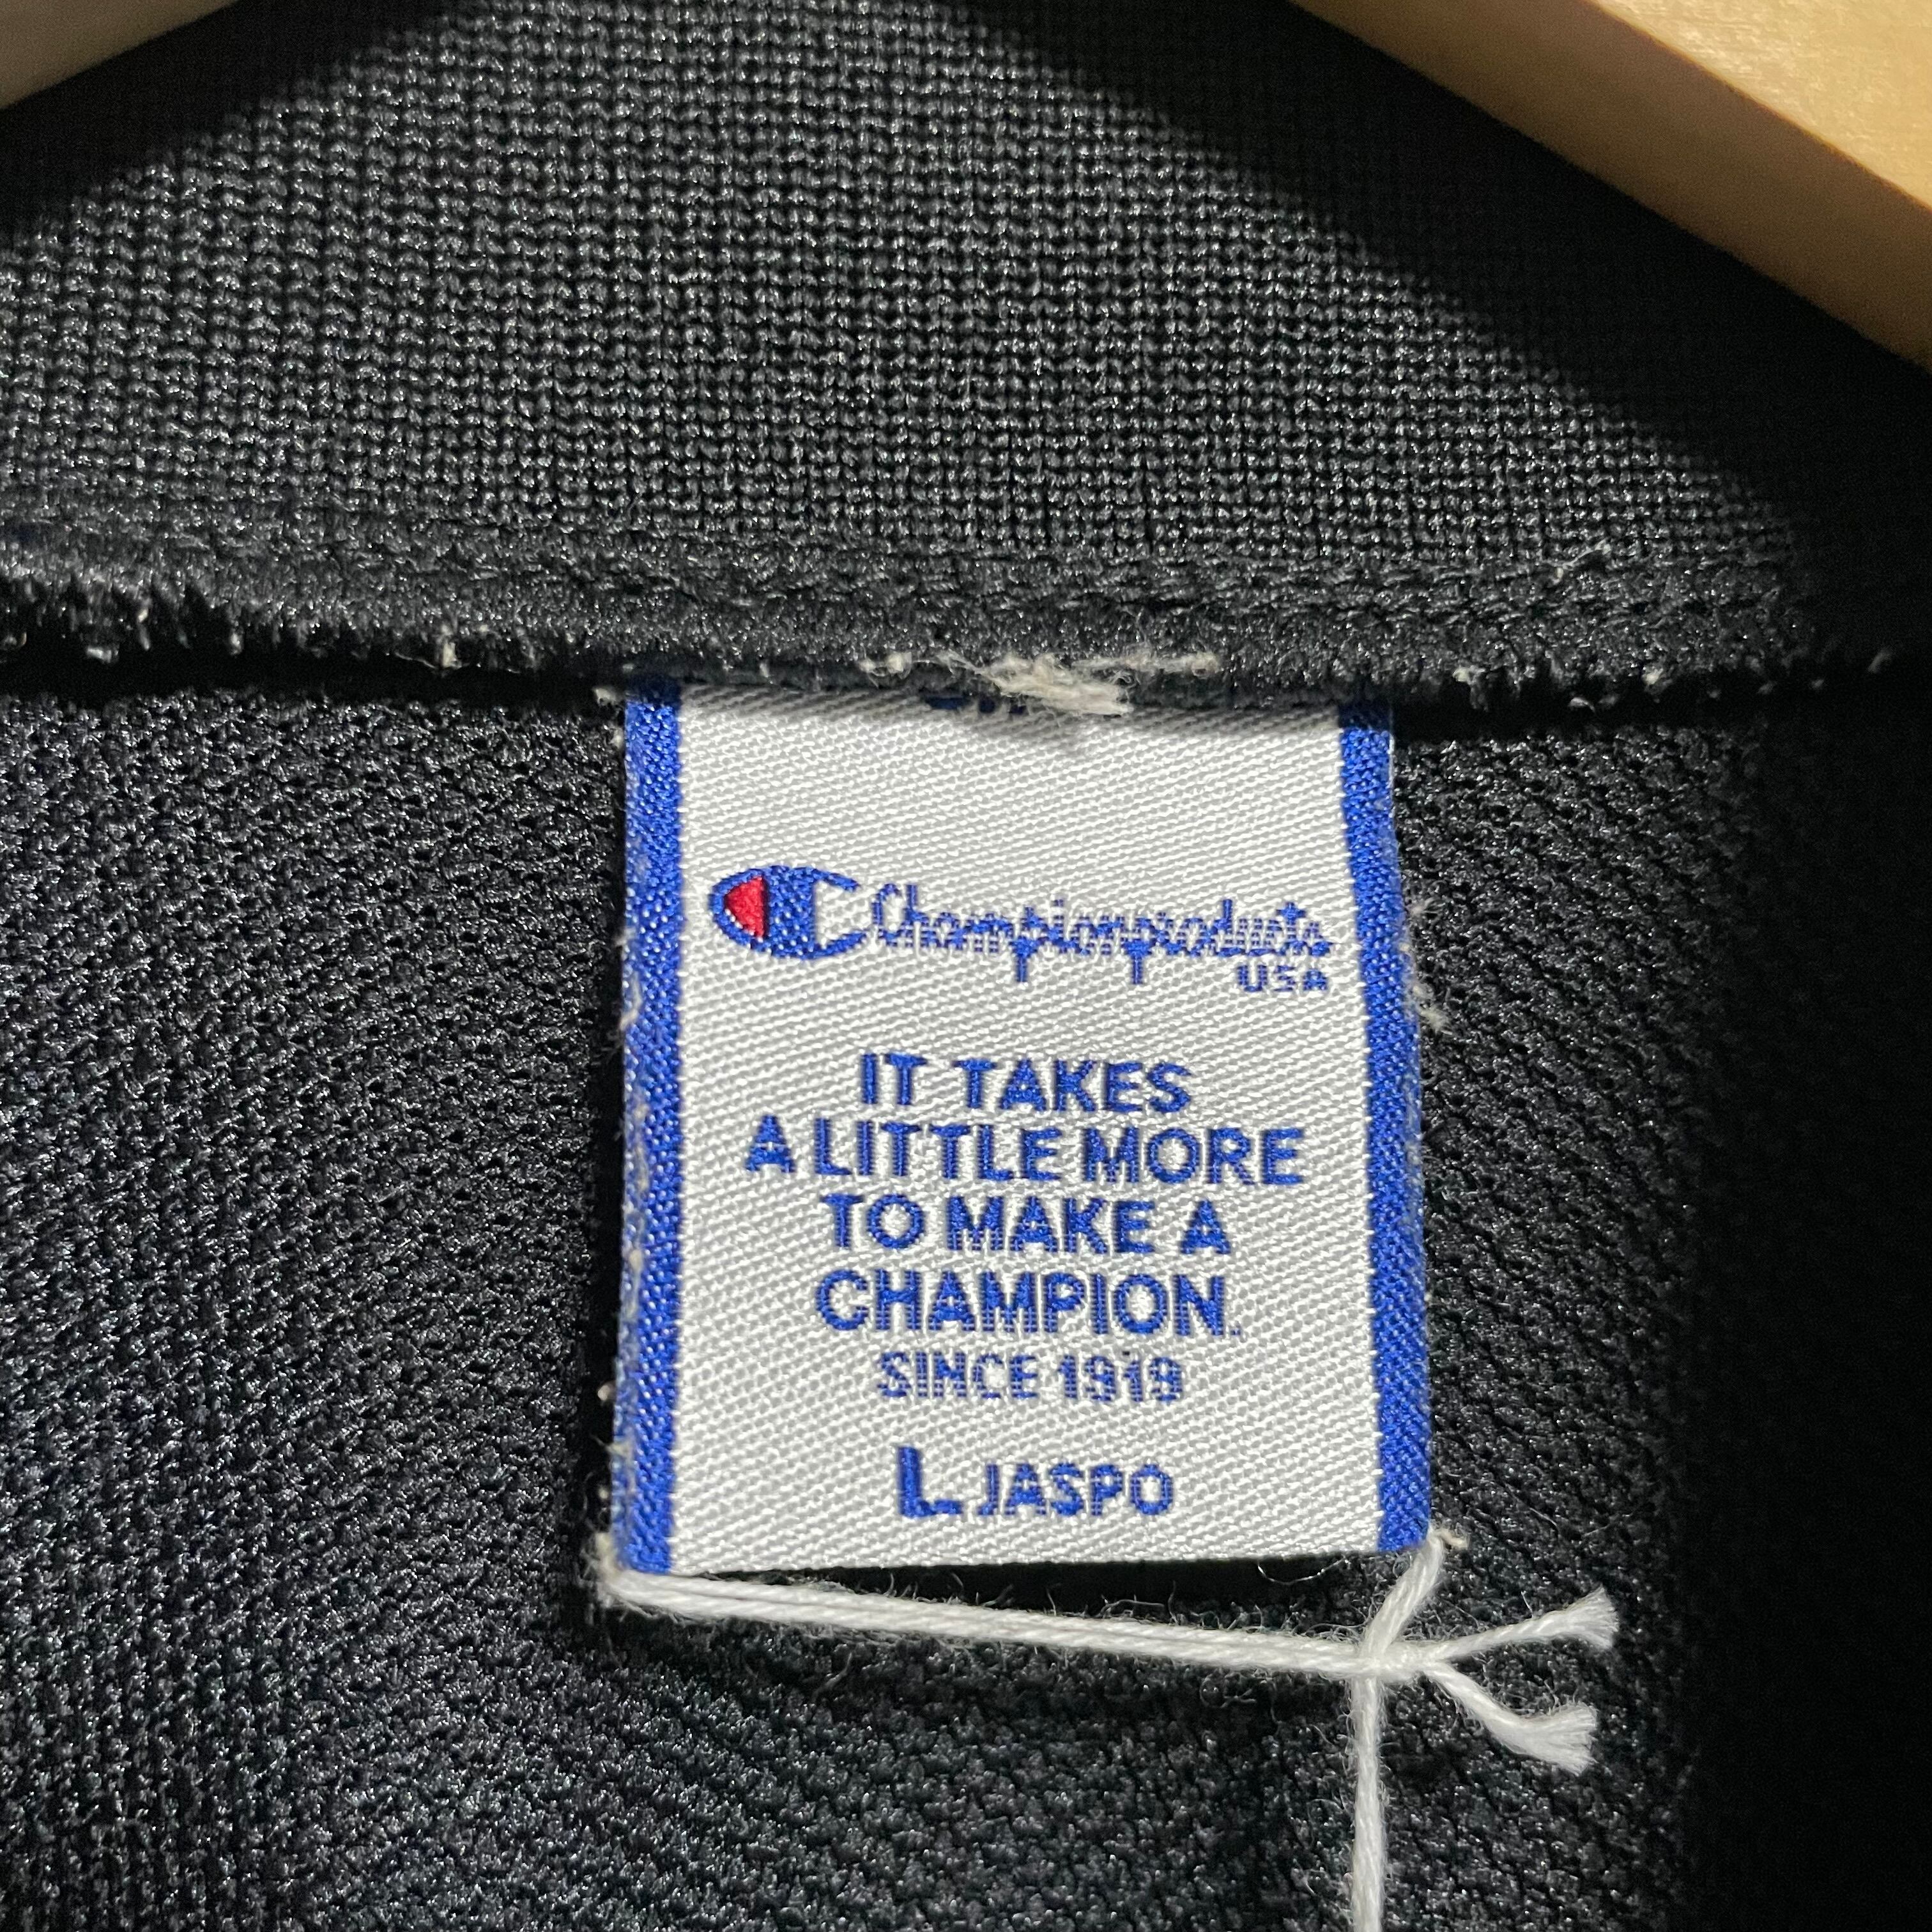 Championproducts
USA
IT TAKES
A LITTLE MORE
TO MAKE A
CHAMPION.
SINCE 1919
L JASPO